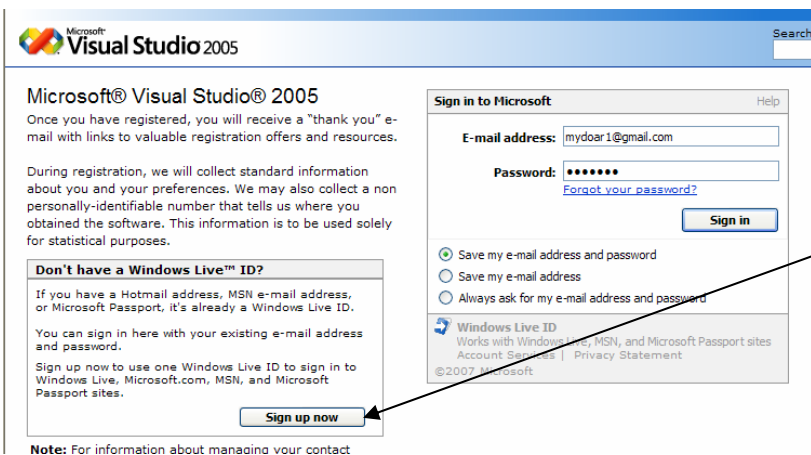 Microsoft
Visual Studio 2005
Search
Microsoft® Visual Studio® 2005
Once you have registered, you will receive a "thank you" e-
mail with links to valuable registration offers and resources.
During registration, we will collect standard information
about you and your preferences. We may also collect a non
personally-identifiable number that tells us where you
obtained the software. This information is to be used solely
for statistical purposes.
Don't have a Windows Live™ ID?
If you have a Hotmail address, MSN e-mail address,
or Microsoft Passport, it's already a Windows Live ID.
You can sign in here with your existing e-mail address
and password.
Sign up now to use one Windows Live ID to sign in to
Windows Live, Microsoft.com, MSN, and Microsoft
Passport sites.
Sign up now
Note: For information about managing your contact
Sign in to Microsoft Help
E-mail address: mydoar1@gmail.com
Password: •••••••
Forgot your password?
Sign in
Save my e-mail address and password
Save my e-mail address
Always ask for my e-mail address and password
Windows Live ID
Works with Windows Live, MSN, and Microsoft Passport sites
Account Services | Privacy Statement
©2007 Microsoft